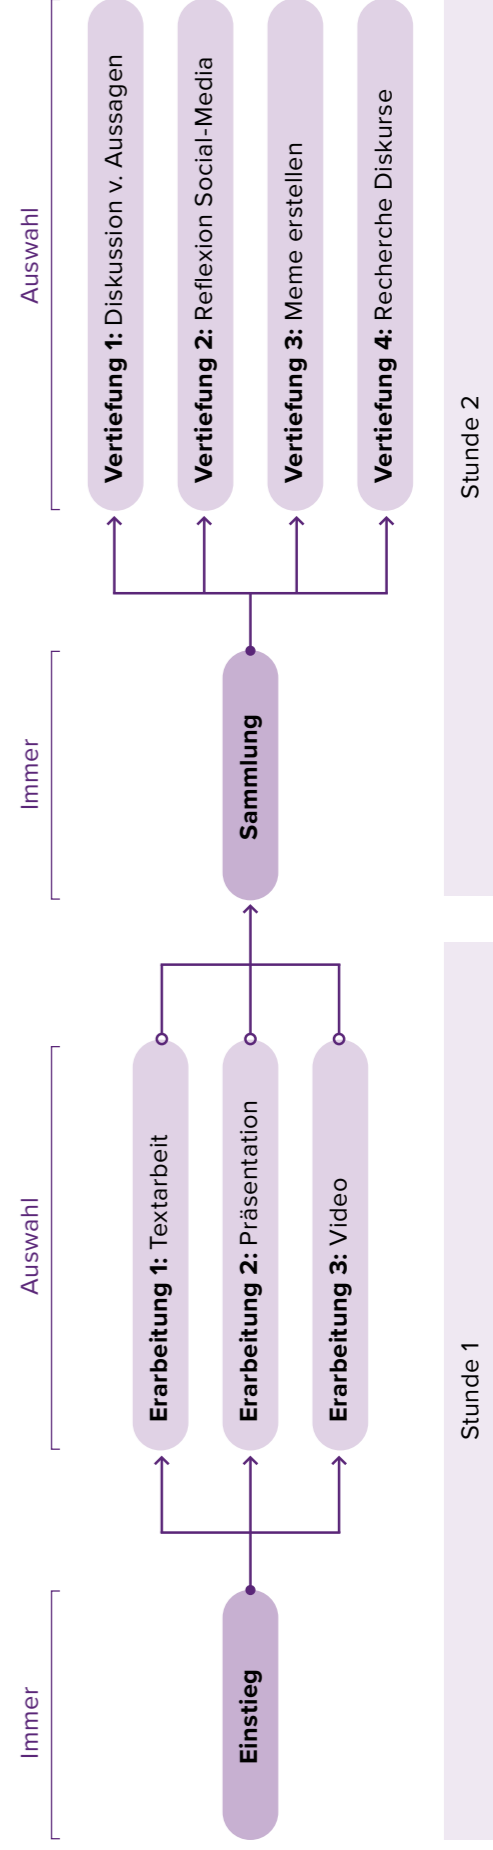 Immer
Auswahl
Immer
Auswahl
Einstieg
Erarbeitung 1: Textarbeit
Erarbeitung 2: Präsentation
Erarbeitung 3: Video
Sammlung
Vertiefung 1: Diskussion v. Aussagen
Vertiefung 2: Reflexion Social-Media
Vertiefung 3: Meme erstellen
Vertiefung 4: Recherche Diskurse
Stunde 1
Stunde 2